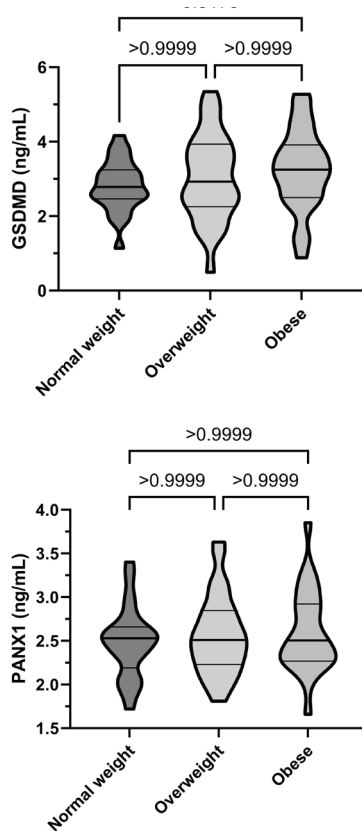 >0.9999 >0.9999
6
4
2
0
GSDMD (ng/mL)
Normal weight
Overweight
Obese
>0.9999
>0.9999 >0.9999
4.0
3.5
3.0
2.5
2.0
1.5
PANX1 (ng/mL)
Normal weight
Overweight
Obese